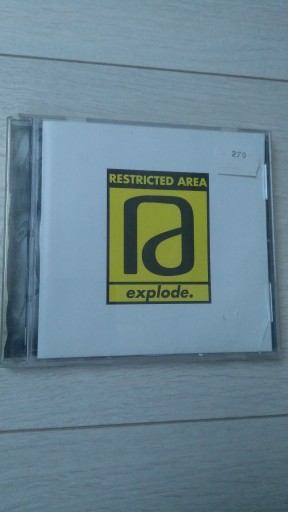 270
RESTRICTED AREA
ra
explode.